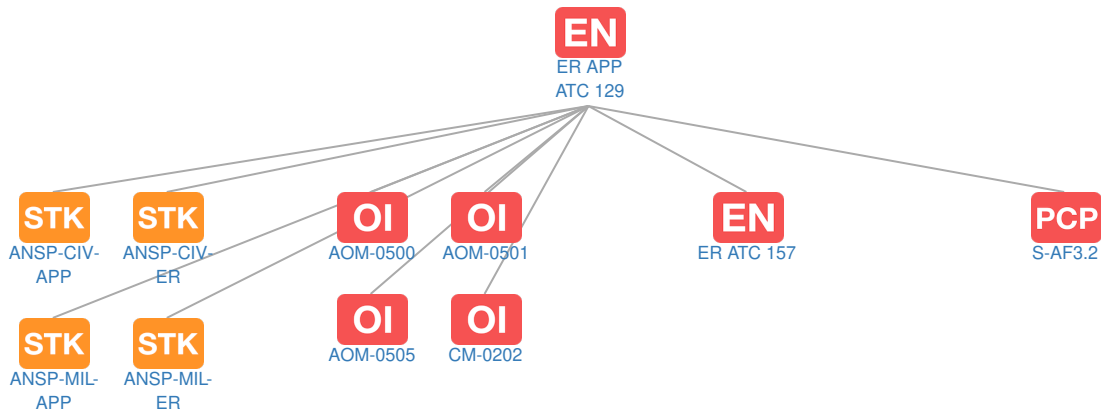 EN
ER APP
ATC 129
STK
STK
OI
OI
EN
PCP
ANSP-CIV-
APP
ANSP-CIV-
ER
AOM-0500
AOM-0501
ER ATC 157
S-AF3.2
STK
STK
OI
OI
ANSP-MIL-
APP
ANSP-MIL-
ER
AOM-0505
CM-0202